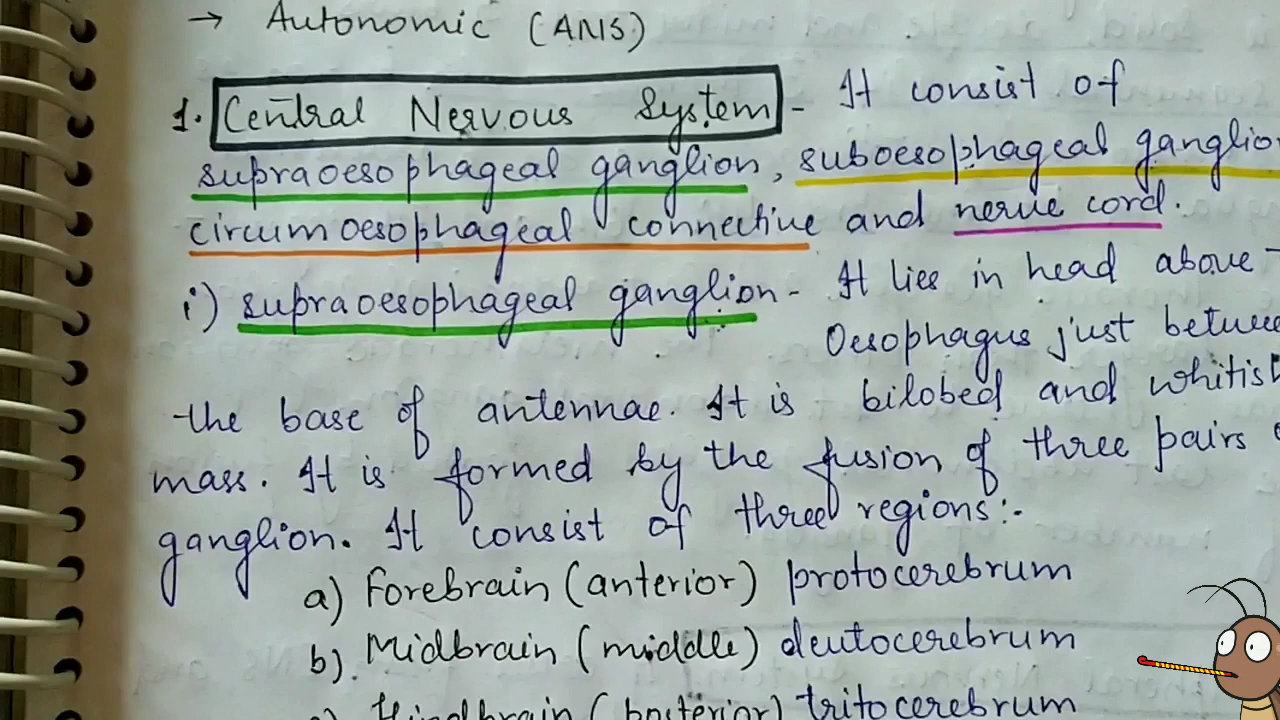 → Autonomic (ANS)
1. Central Nervous System - It consist of
supraoesophageal ganglion, suboesophageal ganglio
circumoesophageal connective and nerve cord.
i) supraoesophageal ganglion - It lies in head above
Oesophagus just betwee
the base of antennae. It is bilobed and whitish
mass. It is formed by the fusion of three pairs
ganglion. It consist of three regions:-
a) Forebrain (anterior) protocerebrum
b) Midbrain (middle) deutocerebrum
c) Hindbrain (posterior) tritocerebrum